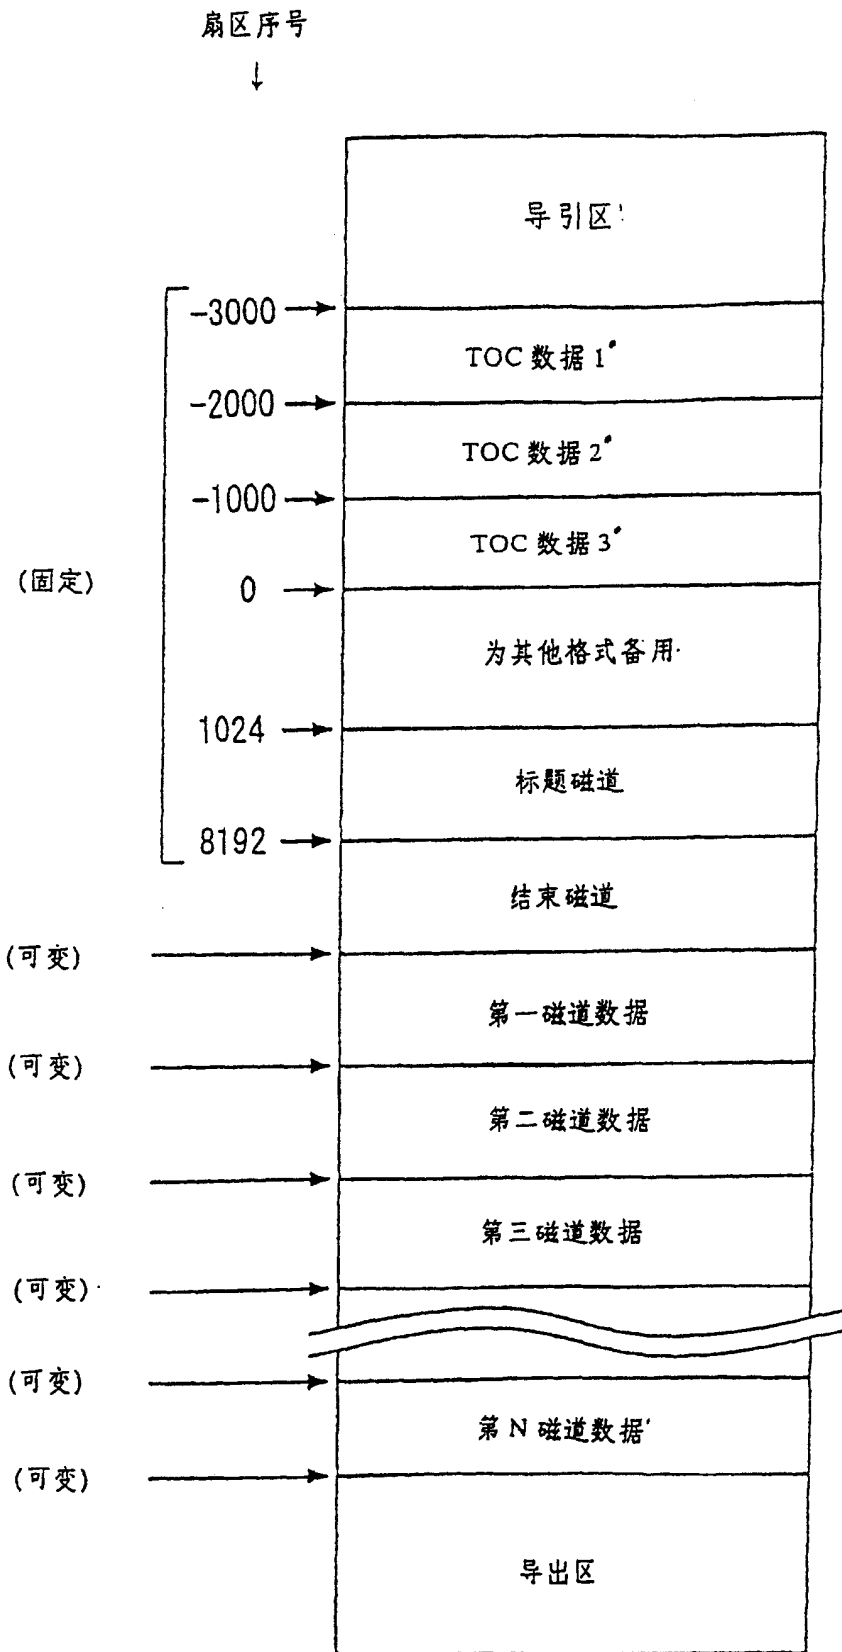 扇区序号
↓
导引区
-3000
TOC 数据 1
-2000
TOC 数据 2
-1000
TOC 数据 3
(固定)
0
为其他格式备用
1024
标题磁道
8192
结束磁道
(可变)
第一磁道数据
(可变)
第二磁道数据
(可变)
第三磁道数据
(可变)
(可变)
第 N 磁道数据
(可变)
导出区